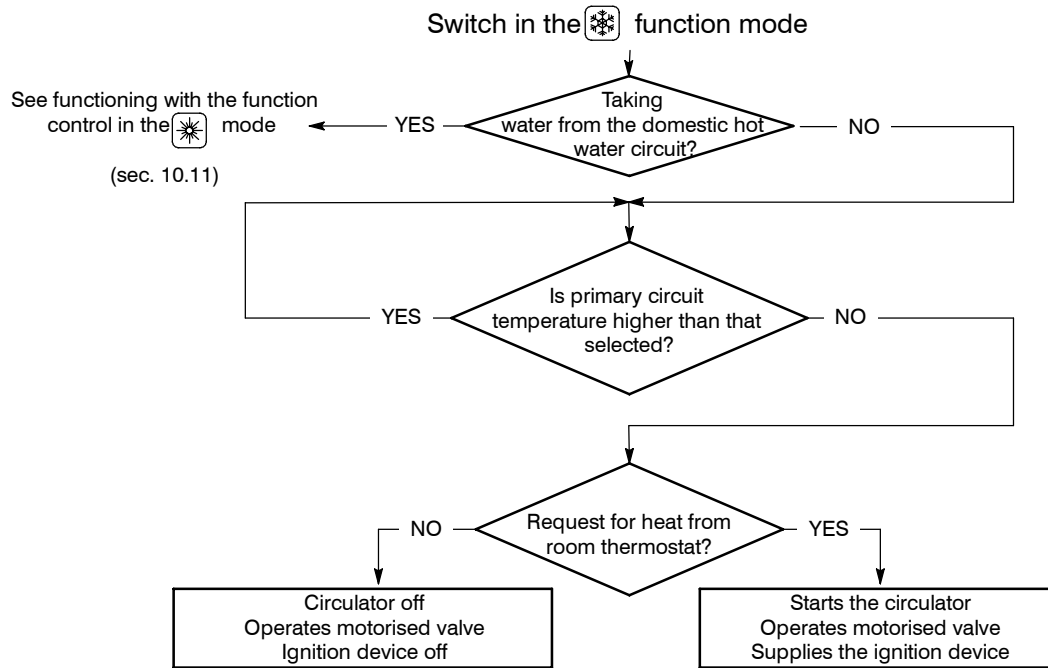 Switch in the function mode
Taking
water from the domestic hot
water circuit?
YES
NO
See functioning with the function
control in the mode
(sec. 10.11)
Is primary circuit
temperature higher than that
selected?
YES
NO
Request for heat from
room thermostat?
NO
YES
Circulator off
Operates motorised valve
Ignition device off
Starts the circulator
Operates motorised valve
Supplies the ignition device